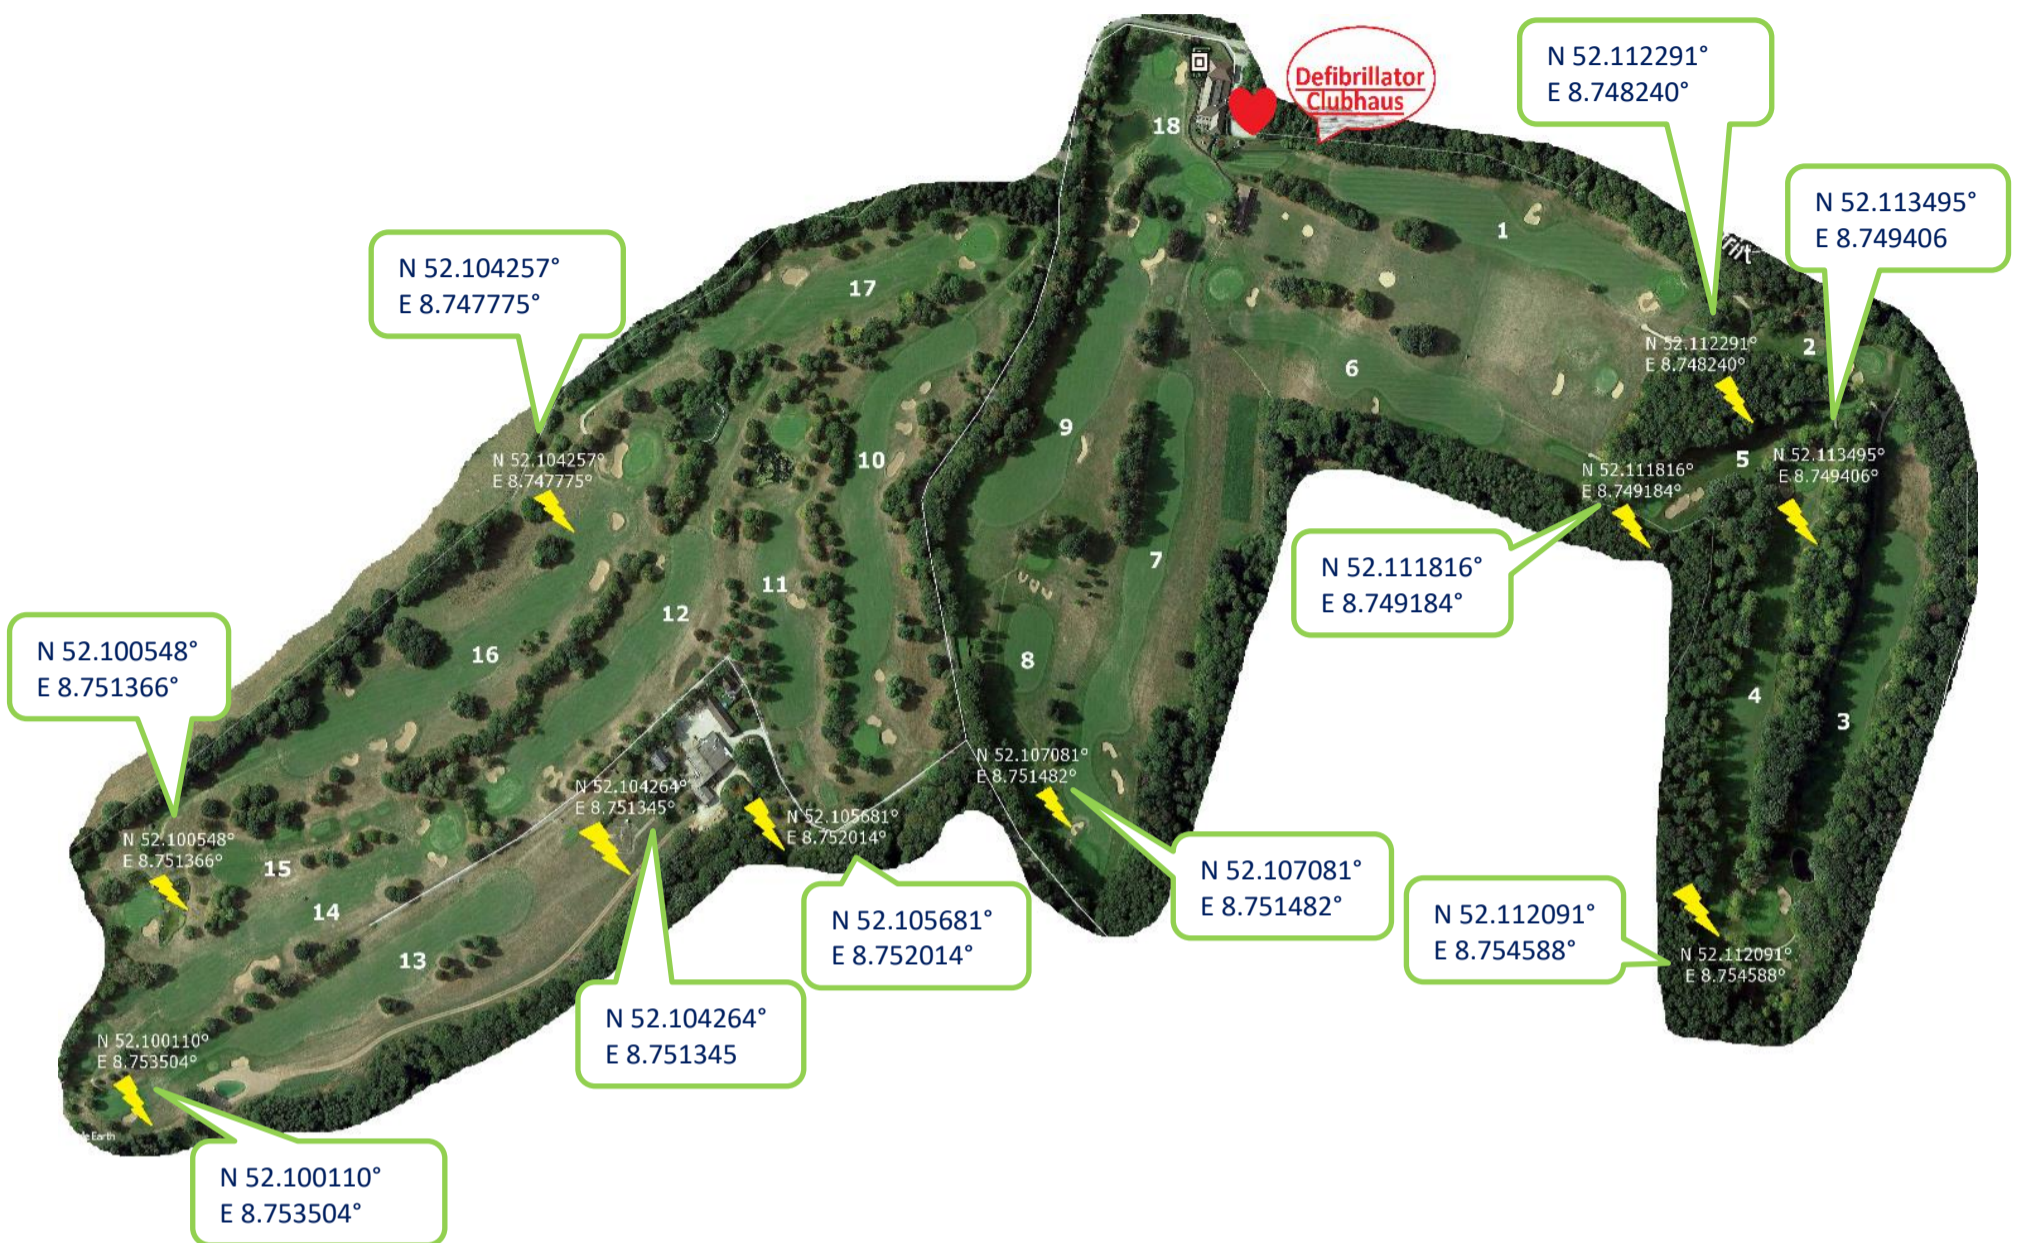 Defibrillator
Clubhaus
N 52.112291°
E 8.748240°
N 52.113495°
E 8.749406
N 52.104257°
E 8.747775°
18
1
17
2
N 52.112291°
E 8.748240°
6
9
10
5
N 52.104257°
E 8.747775°
N 52.111816°
E 8.749184°
N 52.113495°
E 8.749406°
7
11
12
N 52.111816°
E 8.749184°
8
16
N 52.100548°
E 8.751366°
4
3
N 52.107081°
E 8.751482°
N 52.104264°
E 8.751345°
N 52.105681°
E 8.752014°
N 52.100548°
E 8.751366°
15
14
13
N 52.107081°
E 8.751482°
N 52.105681°
E 8.752014°
N 52.112091°
E 8.754588°
N 52.112091°
E 8.754588°
N 52.104264°
E 8.751345
N 52.100110°
E 8.753504°
Earth
N 52.100110°
E 8.753504°